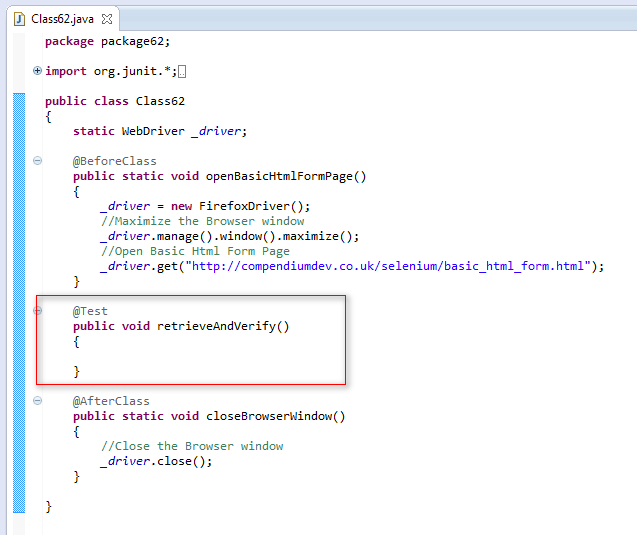 Class62.java
package package62;
import org.junit.*;
public class Class62
{
static WebDriver _driver;
@BeforeClass
public static void openBasicHtmlFormPage()
{
_driver = new FirefoxDriver();
//Maximize the Browser window
_driver.manage().window().maximize();
//Open Basic Html Form Page
_driver.get("http://compendiumdev.co.uk/selenium/basic_html_form.html");
}
@Test
public void retrieveAndVerify()
{
}
@AfterClass
public static void closeBrowserWindow()
{
//Close the Browser window
_driver.close();
}
}